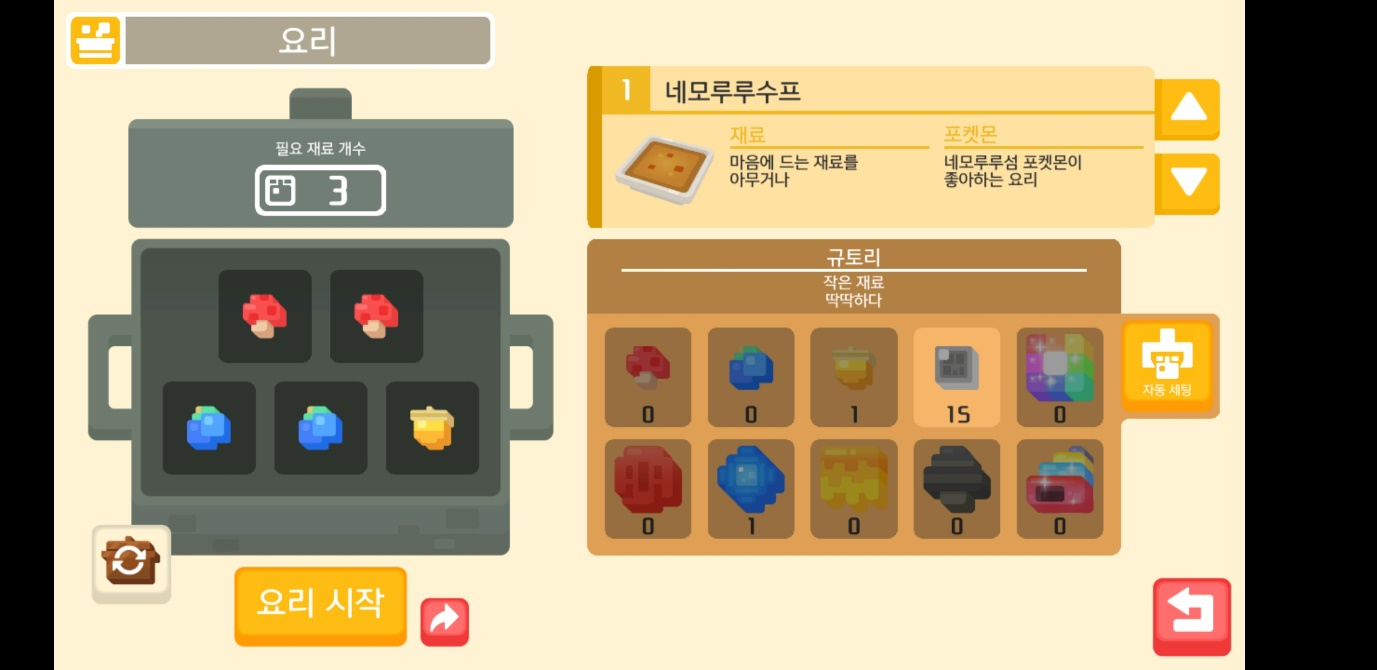 요리
필요 재료 개수
3
1 네모루루수프
재료
마음에 드는 재료를
아무거나
포켓몬
네모루루섬 포켓몬이
좋아하는 요리
규토리
작은 재료
딱딱하다
0 0 1 15 0
0 1 0 0 0
자동 세팅
요리 시작